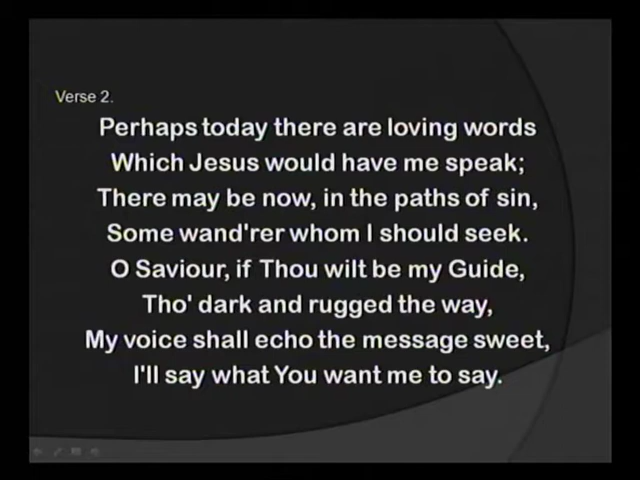 Verse 2.
Perhaps today there are loving words
Which Jesus would have me speak;
There may be now, in the paths of sin,
Some wand'rer whom I should seek.
O Saviour, if Thou wilt be my Guide,
Tho' dark and rugged the way,
My voice shall echo the message sweet,
I'll say what You want me to say.